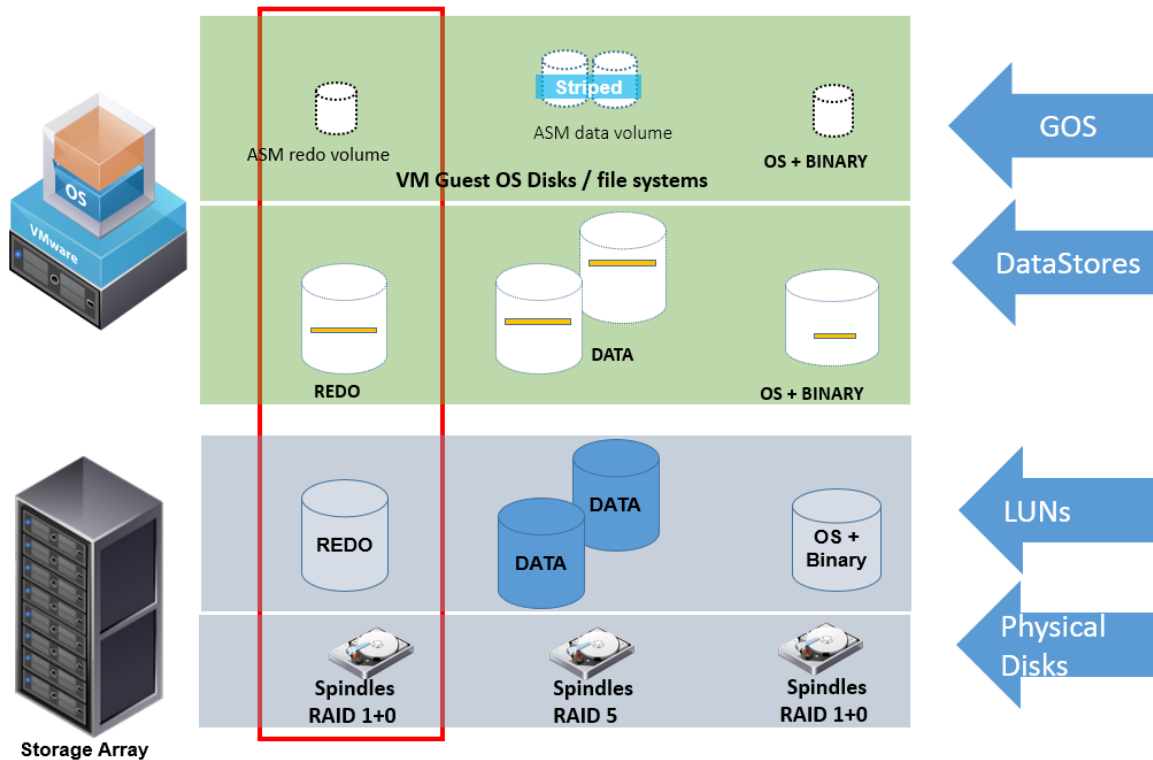 Striped
ASM redo volume
ASM data volume
OS + BINARY
VM Guest OS Disks / file systems
GOS
OS
VMware
REDO
DATA
OS + BINARY
DataStores
REDO
DATA
DATA
OS +
Binary
LUNs
Spindles
RAID 1+0
Spindles
RAID 5
Spindles
RAID 1+0
Physical
Disks
Storage Array